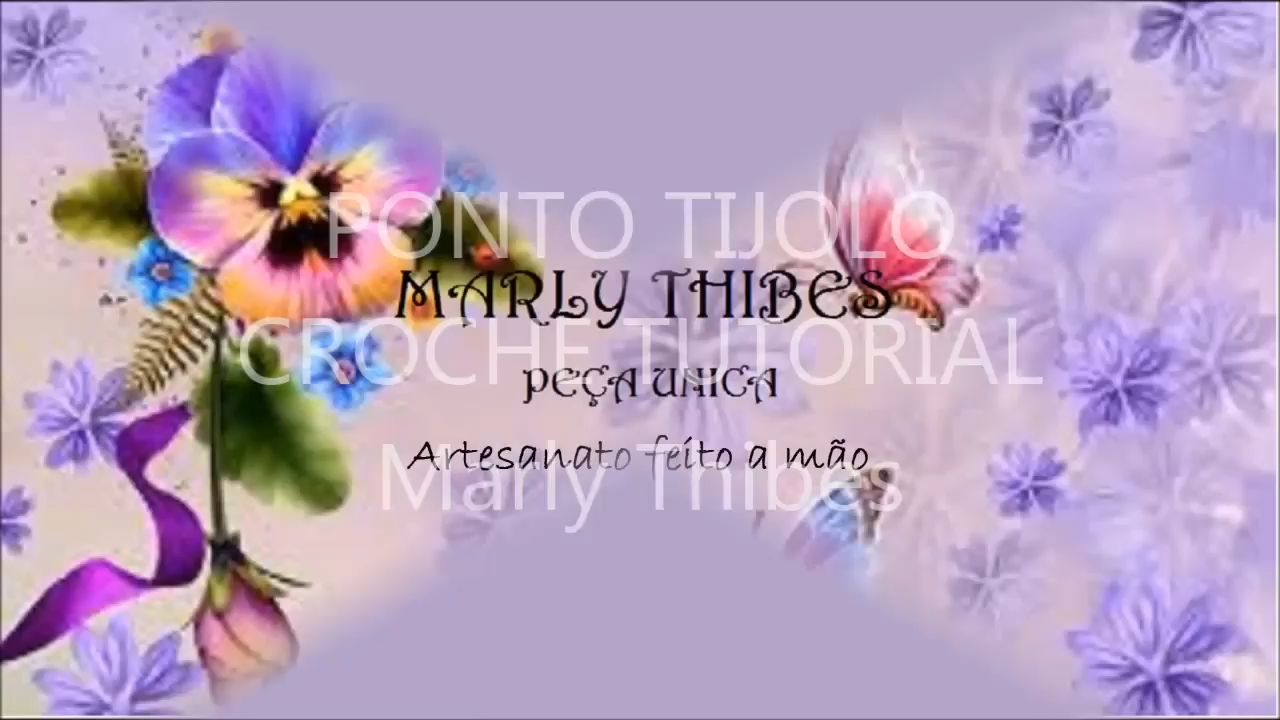 PONTO TIJOLO
MARLY THIBES
CROCHE TUTORIAL
PEÇA UNICA
Artesanato feito a mão
Marly Thibes